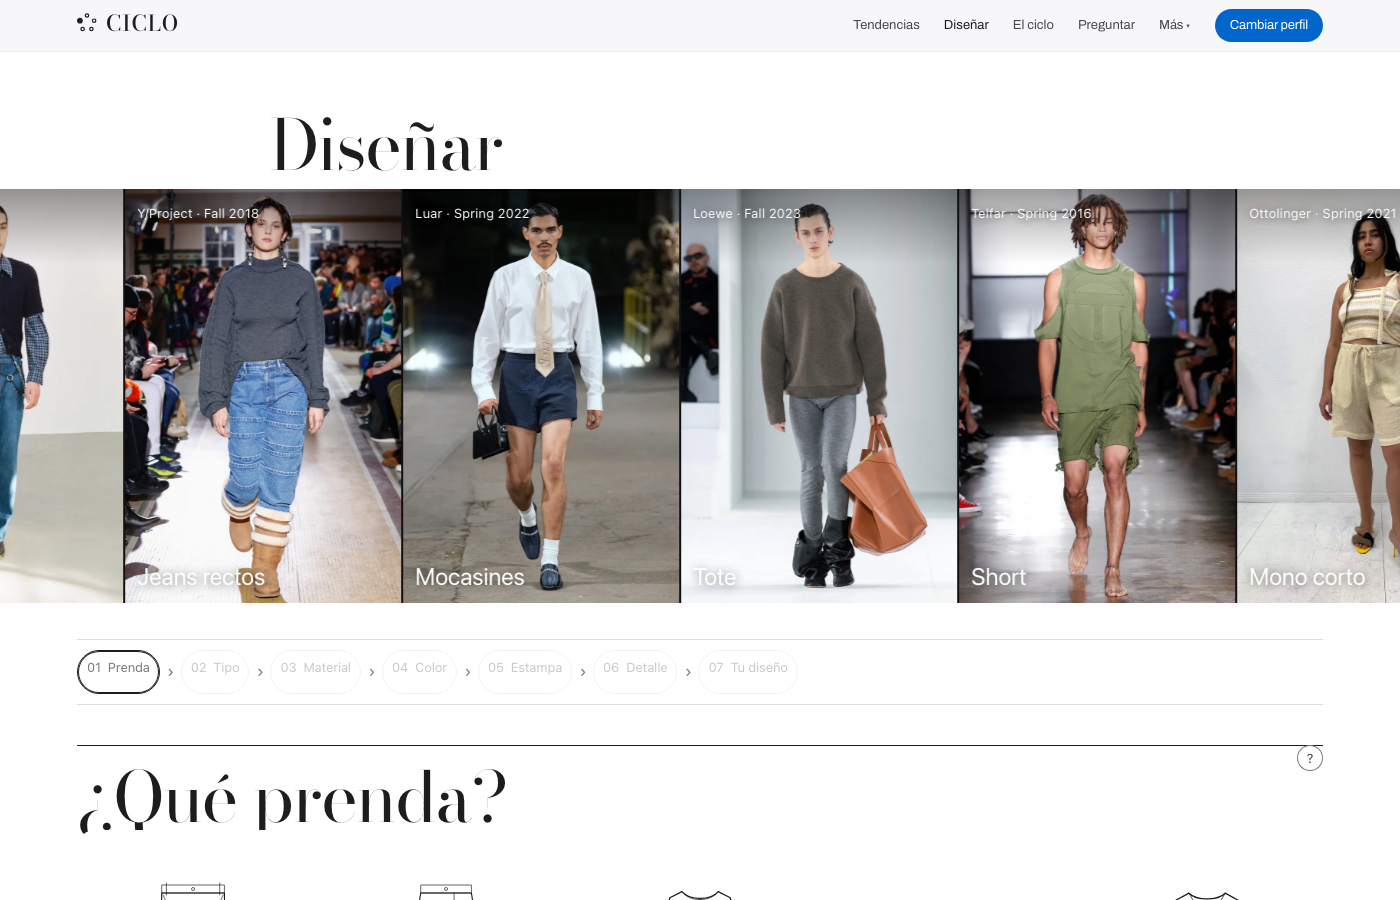 CICLO
Tendencias
Diseñar
El ciclo
Preguntar
Más
Cambiar perfil
Diseñar
Y/Project · Fall 2018
Luar · Spring 2022
Loewe · Fall 2023
Telfar · Spring 2016
Ottolinger · Spring 2021
Jeans rectos
Mocasines
Tote
Short
Mono corto
01 Prenda
›
02 Tipo
›
03 Material
›
04 Color
›
05 Estampa
›
06 Detalle
›
07 Tu diseño
?
¿Qué prenda?